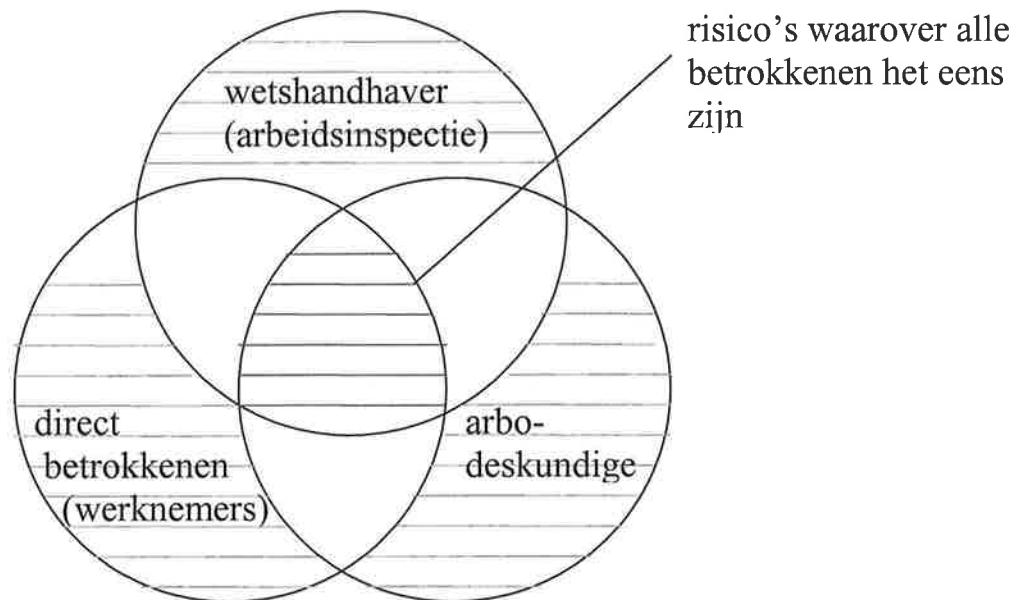 risico's waarover alle
betrokkenen het eens
zijn
wetshandhaver
(arbeidsinspectie)
direct
betrokkenen
(werknemers)
arbo-
deskundige